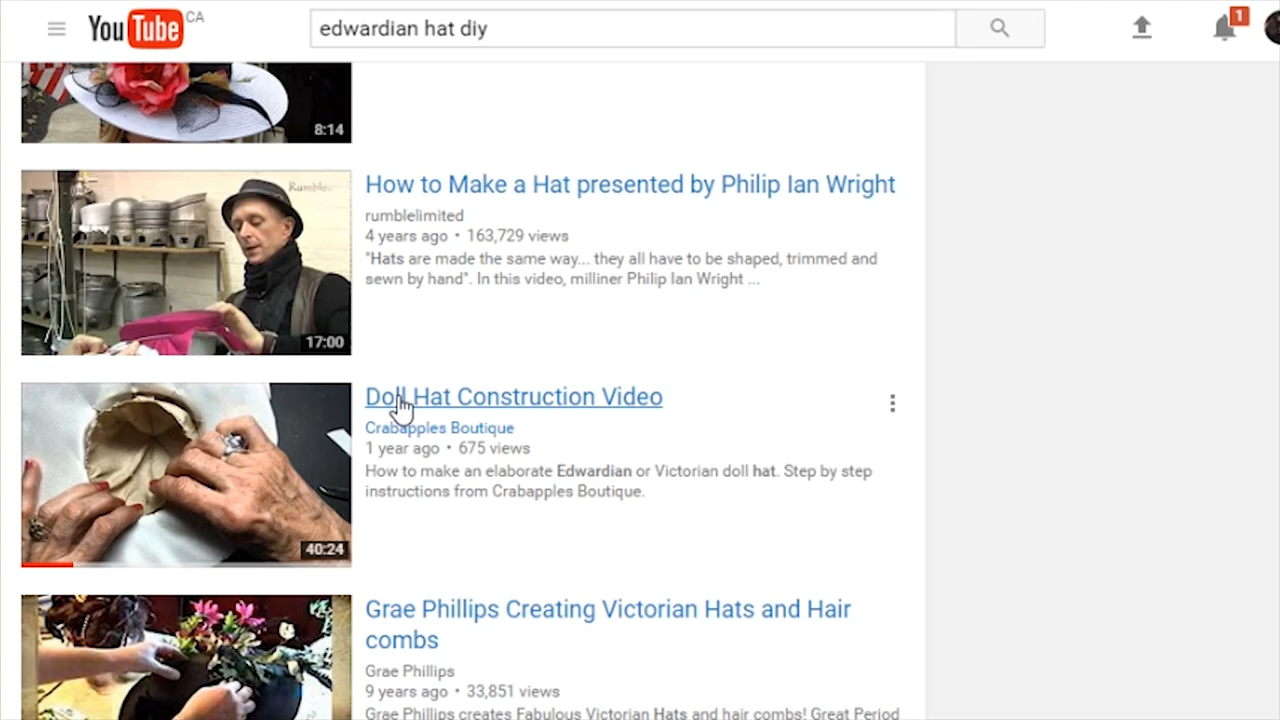 YouTube CA
edwardian hat diy
1
8:14
Rumble
17:00
How to Make a Hat presented by Philip Ian Wright
rumblelimited
4 years ago • 163,729 views
"Hats are made the same way... they all have to be shaped, trimmed and
sewn by hand". In this video, milliner Philip Ian Wright ...
40:24
Doll Hat Construction Video
Crabapples Boutique
1 year ago • 675 views
How to make an elaborate Edwardian or Victorian doll hat. Step by step
instructions from Crabapples Boutique.
Grae Phillips Creating Victorian Hats and Hair
combs
Grae Phillips
9 years ago • 33,851 views
Grae Phillips creates Fabulous Victorian Hats and hair combs! Great Period